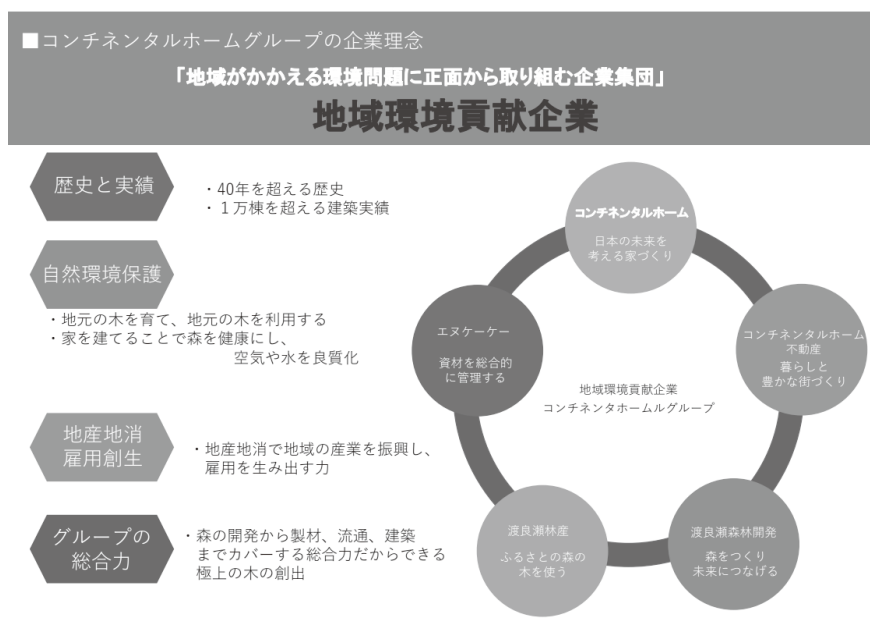 ■コンチネンタルホームグループの企業理念
「地域がかかえる環境問題に正面から取り組む企業集団」
地域環境貢献企業
歴史と実績
・40年を超える歴史
・１万棟を超える建築実績
自然環境保護
・地元の木を育て、地元の木を利用する
・家を建てることで森を健康にし、
空気や水を良質化
地産地消
雇用創生
・地産地消で地域の産業を振興し、
雇用を生み出す力
グループの
総合力
・森の開発から製材、流通、建築
までカバーする総合力だからできる
極上の木の創出
コンチネンタルホーム
日本の未来を
考える家づくり
コンチネンタルホーム
不動産
暮らしと
豊かな街づくり
渡良瀬森林開発
森をつくり
未来につなげる
渡良瀬林産
ふるさとの森の
木を使う
エヌケーケー
資材を総合的
に管理する
地域環境貢献企業
コンチネンタホームルグループ